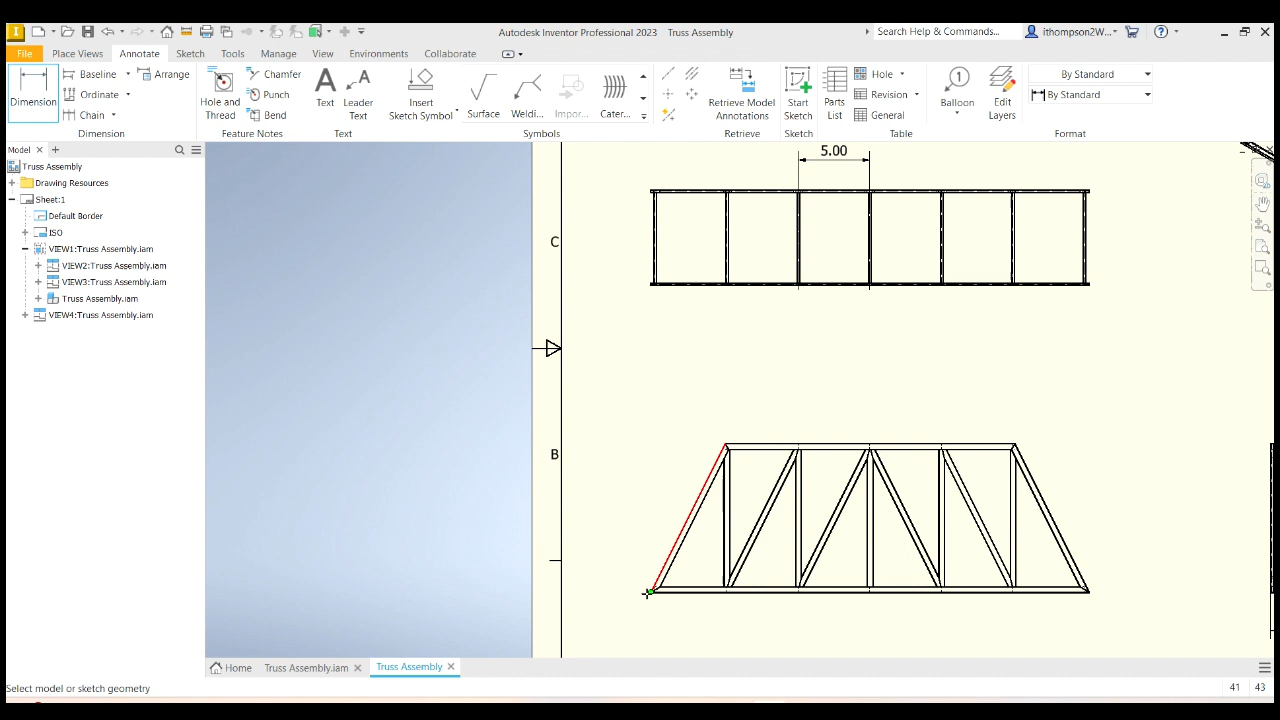 I
Autodesk Inventor Professional 2023 Truss Assembly
Search Help & Commands...
ithompson2W...
File Place Views Annotate Sketch Tools Manage View Environments Collaborate
Dimension
Baseline
Ordinate
Chain
Arrange
Hole and Thread
Chamfer
Punch
Bend
Text
Leader Text
Insert Sketch Symbol
Surface
Weldi...
Impor...
Cater...
Retrieve Model Annotations
Start Sketch
Parts List
Hole
Revision
General
Balloon
Edit Layers
By Standard
By Standard
Dimension Feature Notes Text Symbols Retrieve Sketch Table Format
Model
Truss Assembly
Drawing Resources
Sheet:1
Default Border
ISO
VIEW1:Truss Assembly.iam
VIEW2:Truss Assembly.iam
VIEW3:Truss Assembly.iam
Truss Assembly.iam
VIEW4:Truss Assembly.iam
5.00
C
B
Home Truss Assembly.iam Truss Assembly
Select model or sketch geometry
41 43